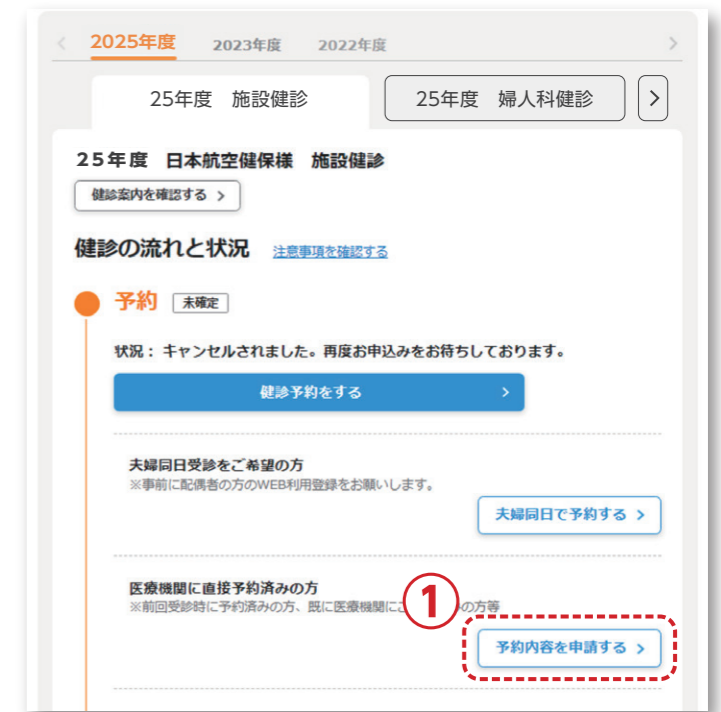 2025年度 2023年度 2022年度
25年度 施設健診 25年度 婦人科健診
25年度 日本航空健保様 施設健診
健診案内を確認する
健診の流れと状況 注意事項を確認する
予約 未確定
状況： キャンセルされました。再度お申込みをお待ちしております。
健診予約をする
夫婦同日受診をご希望の方
※事前に配偶者の方のWEB利用登録をお願いします。
夫婦同日で予約する
医療機関に直接予約済みの方
※前回受診時に予約済みの方、既に医療機関にご の方等
①
予約内容を申請する